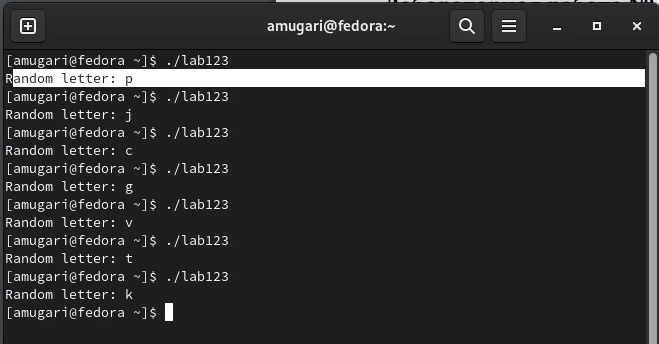 amugari@fedora:~
[amugari@fedora ~]$ ./lab123
Random letter: p
[amugari@fedora ~]$ ./lab123
Random letter: j
[amugari@fedora ~]$ ./lab123
Random letter: c
[amugari@fedora ~]$ ./lab123
Random letter: g
[amugari@fedora ~]$ ./lab123
Random letter: v
[amugari@fedora ~]$ ./lab123
Random letter: t
[amugari@fedora ~]$ ./lab123
Random letter: k
[amugari@fedora ~]$